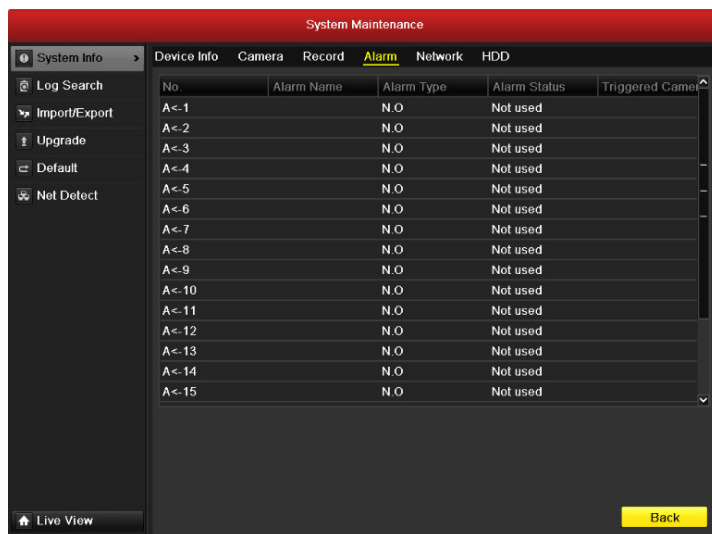 System Maintenance
System Info >
Log Search
Import/Export
Upgrade
Default
Net Detect
Live View
Device Info Camera Record Alarm Network HDD
No. Alarm Name Alarm Type Alarm Status Triggered Camer
A<-1 N.O Not used
A<-2 N.O Not used
A<-3 N.O Not used
A<-4 N.O Not used
A<-5 N.O Not used
A<-6 N.O Not used
A<-7 N.O Not used
A<-8 N.O Not used
A<-9 N.O Not used
A<-10 N.O Not used
A<-11 N.O Not used
A<-12 N.O Not used
A<-13 N.O Not used
A<-14 N.O Not used
A<-15 N.O Not used
Back